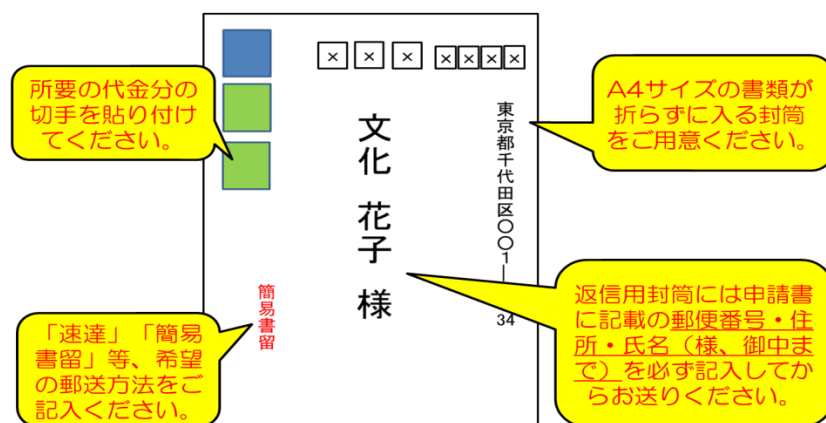 × × × ××××
所要の代金分の
切手を貼り付け
てください。
A4サイズの書類が
折らずに入る封筒
をご用意ください。
東京都千代田区〇〇1―
34
文化 花子 様
簡易書留
「速達」「簡易
書留」等、希望
の郵送方法をご
記入ください。
返信用封筒には申請書
に記載の郵便番号・住
所・氏名（様、御中ま
で）を必ず記入してか
らお送りください。